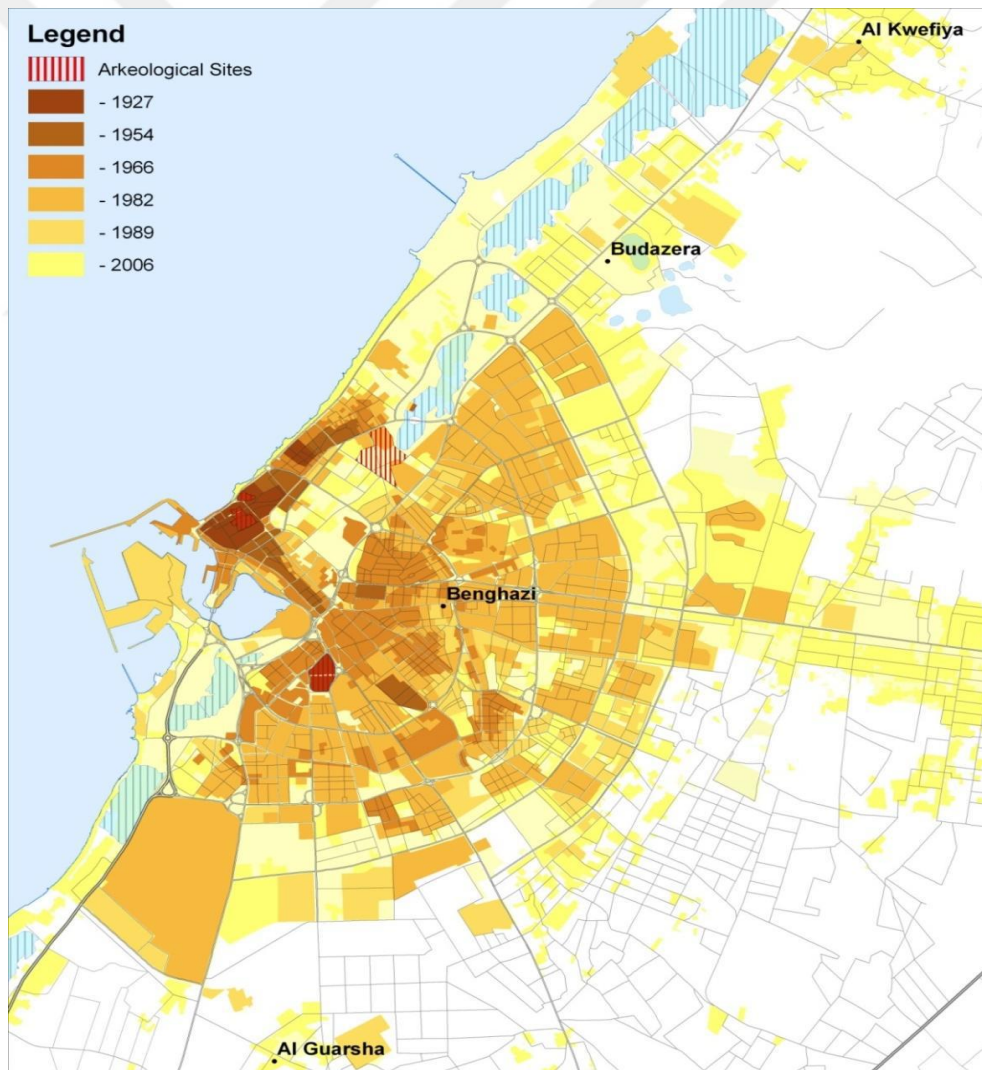 Legend
Arkeological Sites
- 1927
- 1954
- 1966
- 1982
- 1989
- 2006
Al Kwefiya
Budazera
Benghazi
Al Guarsha